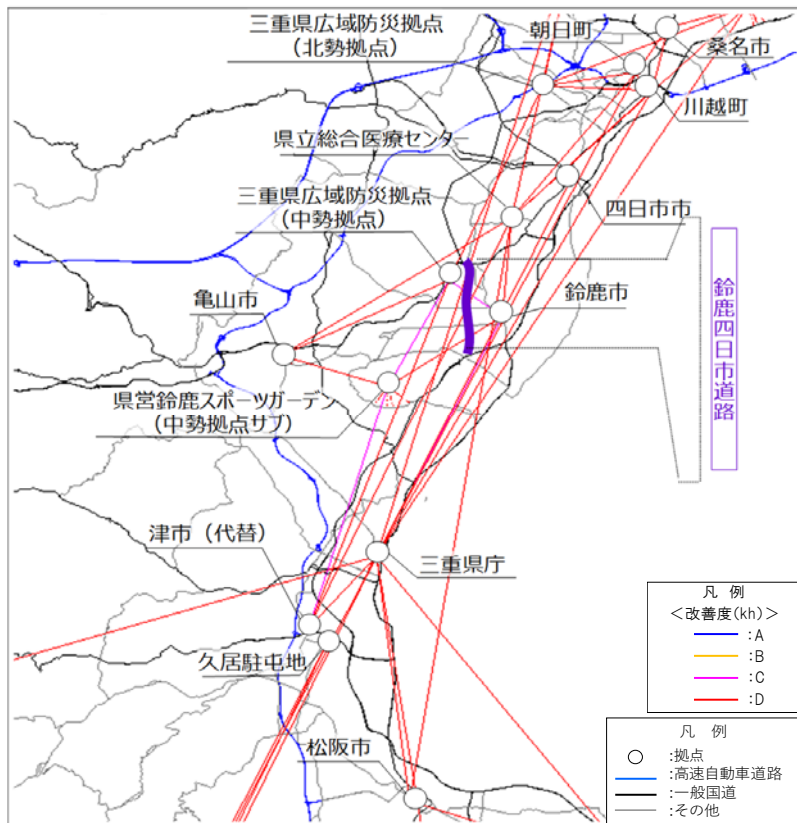 三重県広域防災拠点
(北勢拠点)
朝日町
桑名市
川越町
県立総合医療センター
三重県広域防災拠点
(中勢拠点)
四日市市
鈴鹿四日市道路
亀山市
鈴鹿市
県営鈴鹿スポーツガーデン
(中勢拠点サブ)
津市(代替)
三重県庁
久居駐屯地
松阪市
凡 例
<改善度(kh)>
:A
:B
:C
:D
凡 例
:拠点
:高速自動車道路
:一般国道
:その他